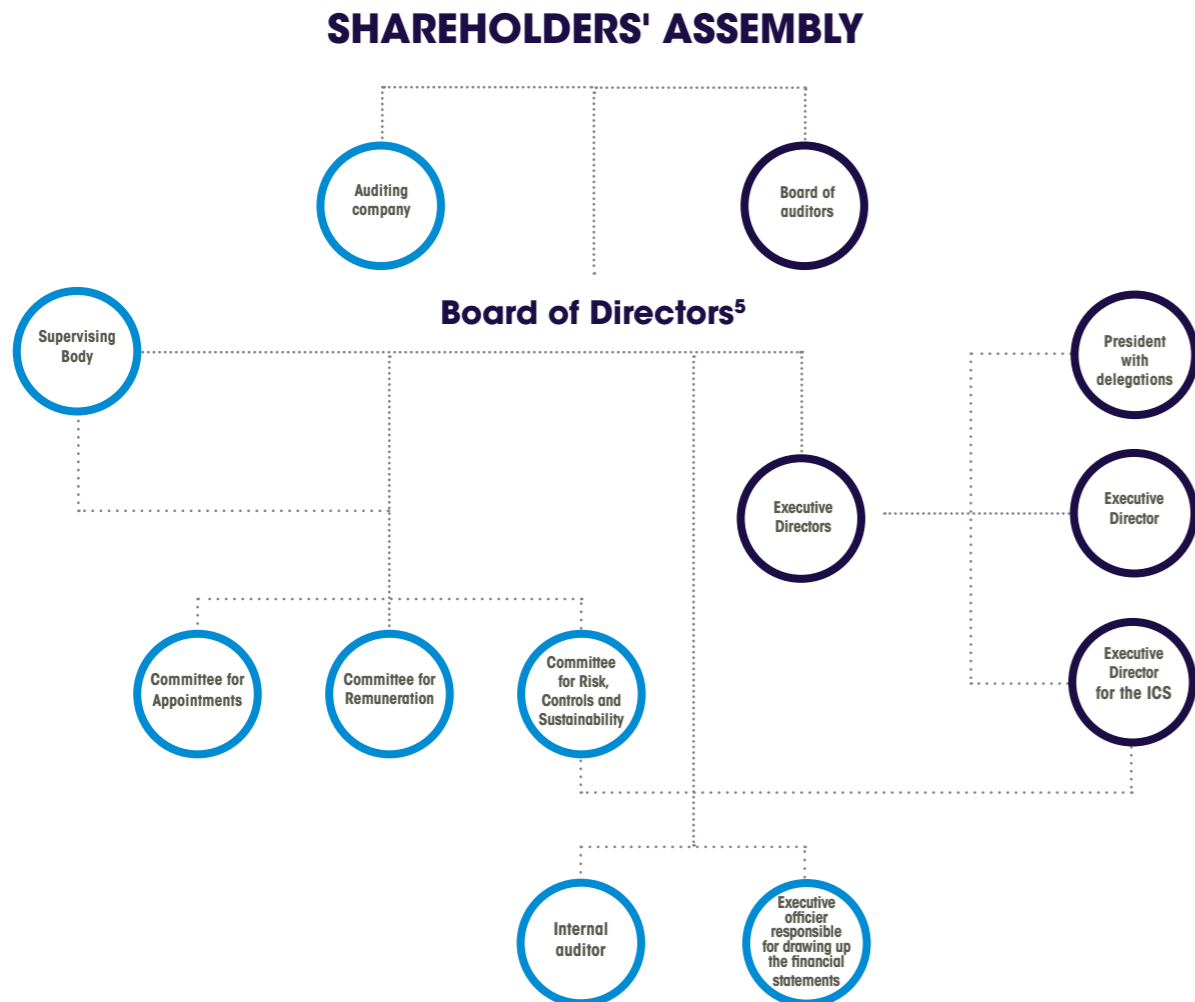 SHAREHOLDERS' ASSEMBLY
Auditing
company
Board of
auditors
Board of Directors⁵
Supervising
Body
President
with
delegations
Executive
Directors
Executive
Director
Committee for
Appointments
Committee for
Remuneration
Committee
for Risk,
Controls and
Sustainability
Executive
Director
for the ICS
Internal
auditor
Executive
officier
responsible
for drawing up
the financial
statements